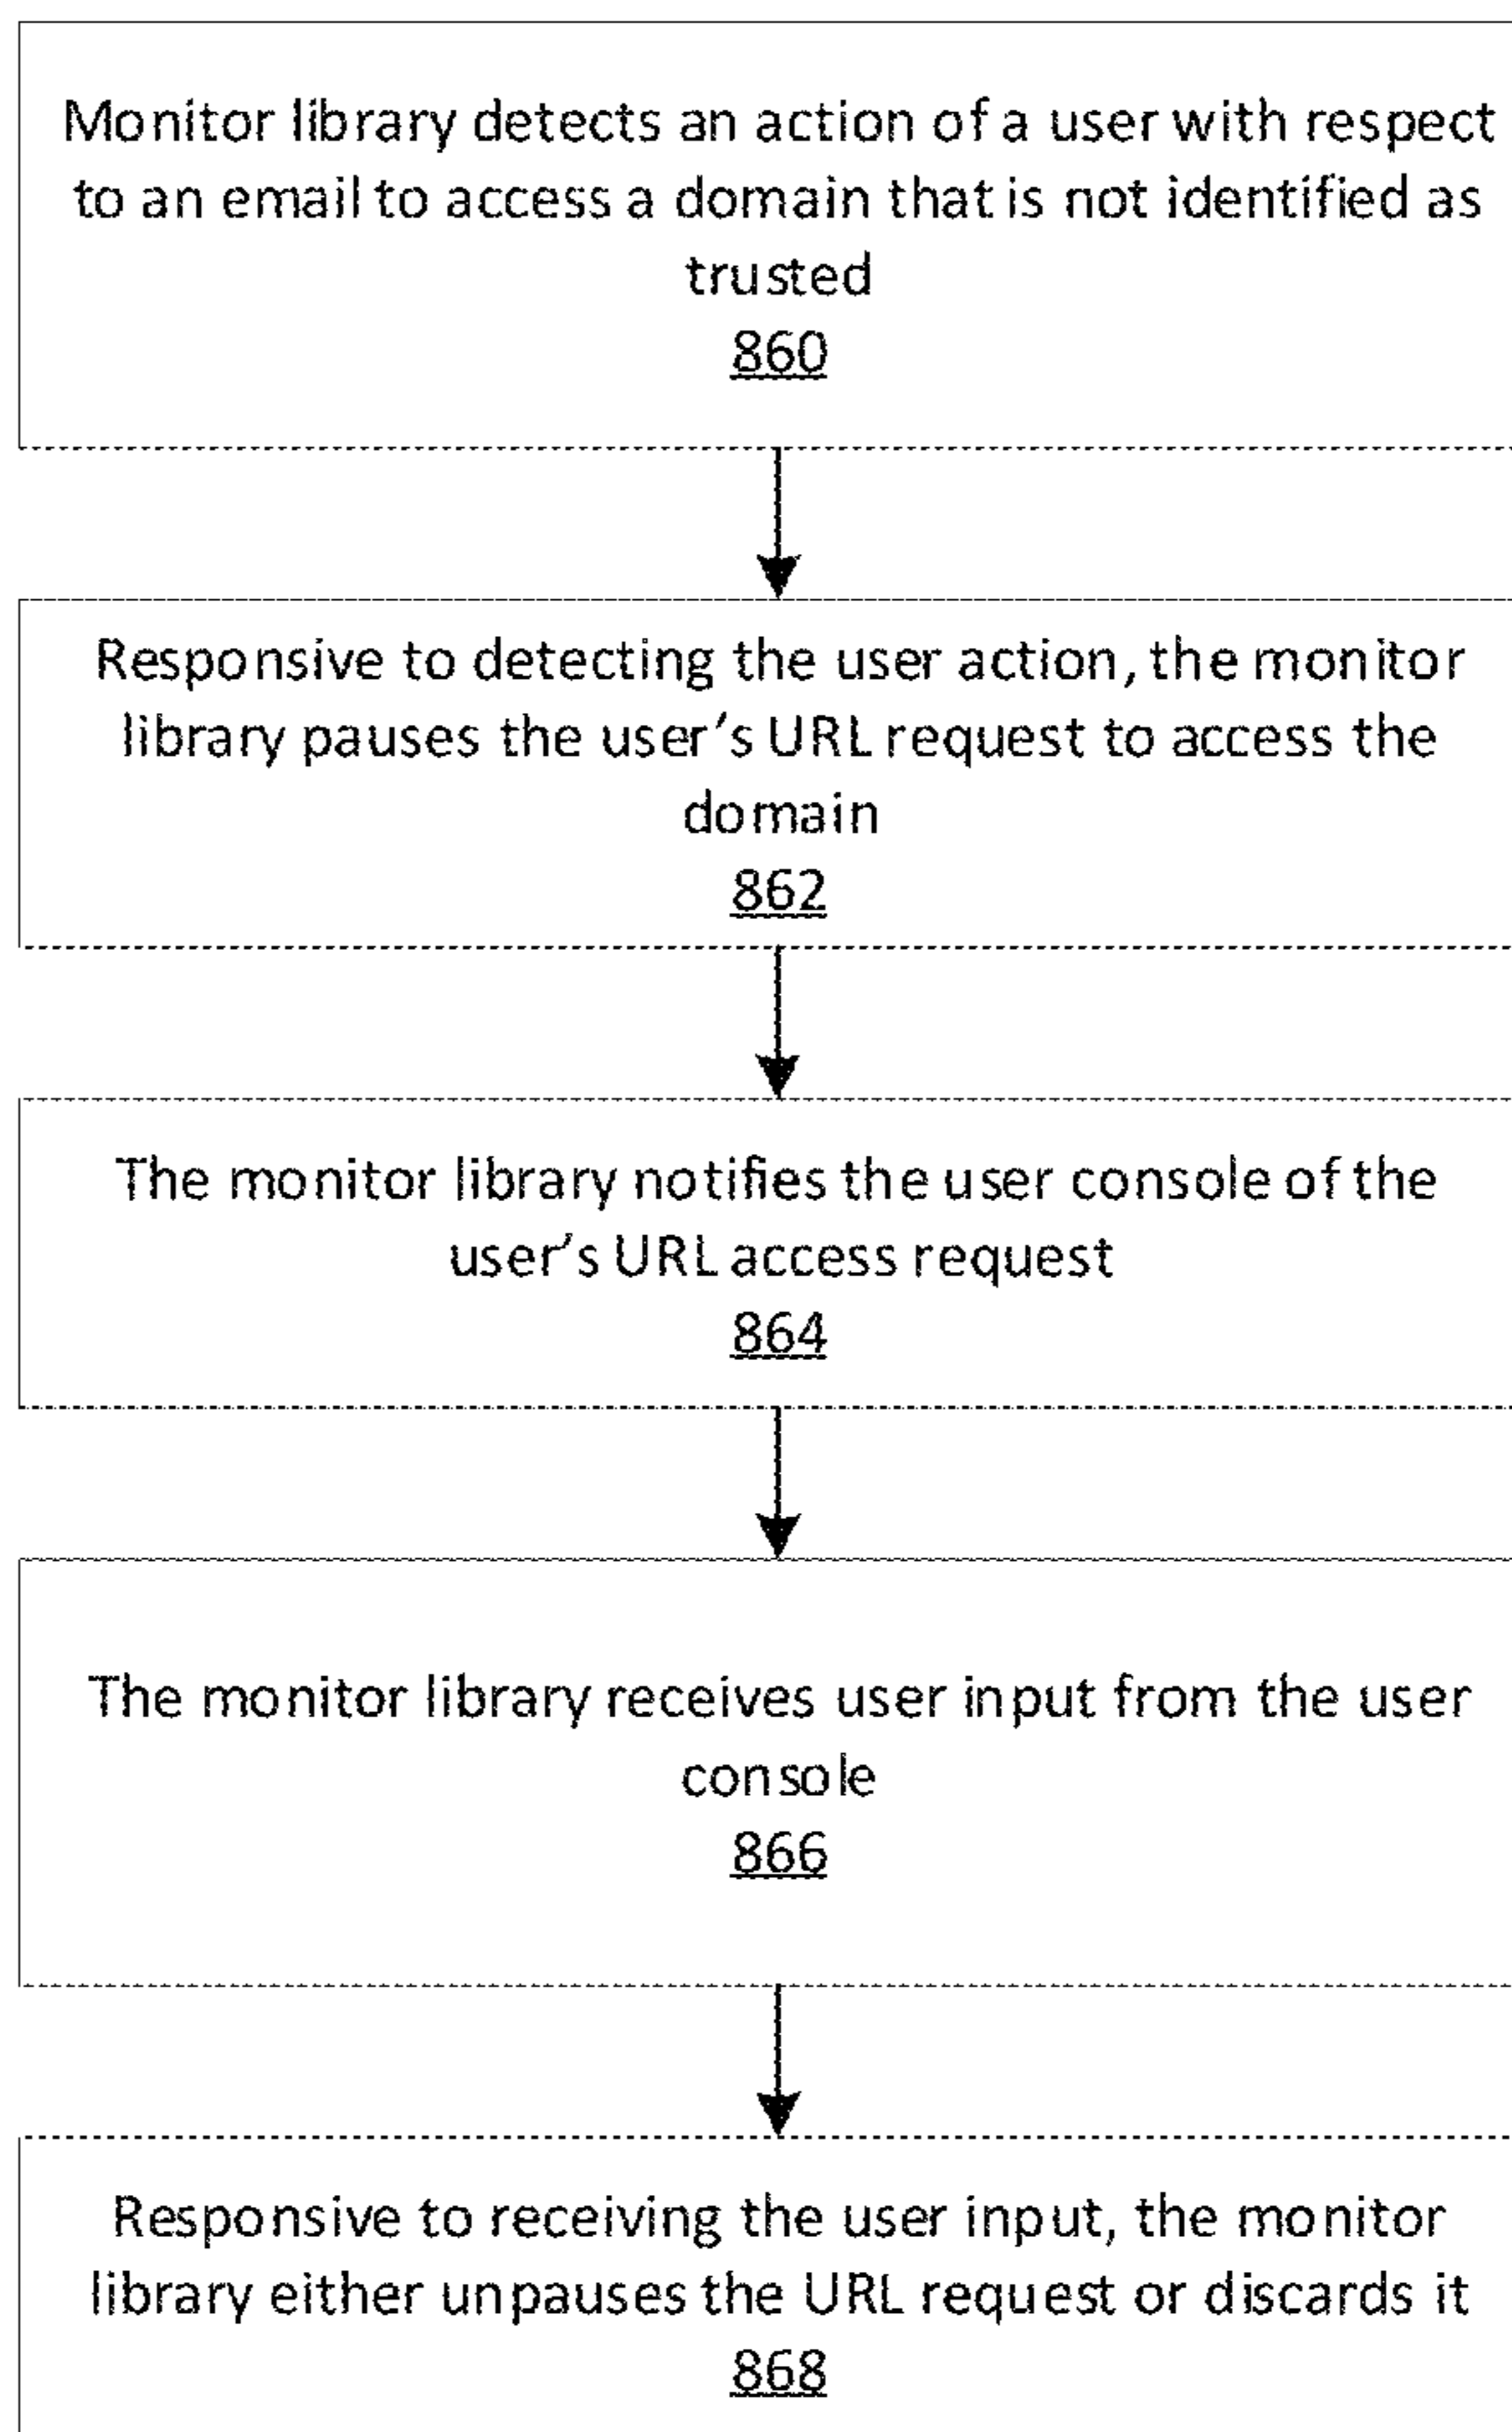 Monitor library detects an action of a user with respect
to an email to access a domain that is not identified as
trusted
860
Responsive to detecting the user action, the monitor
library pauses the user's URL request to access the
domain
862
The monitor library notifies the user console of the
user's URL access request
864
The monitor library receives user input from the user
console
866
Responsive to receiving the user input, the monitor
library either unpauses the URL request or discards it
868